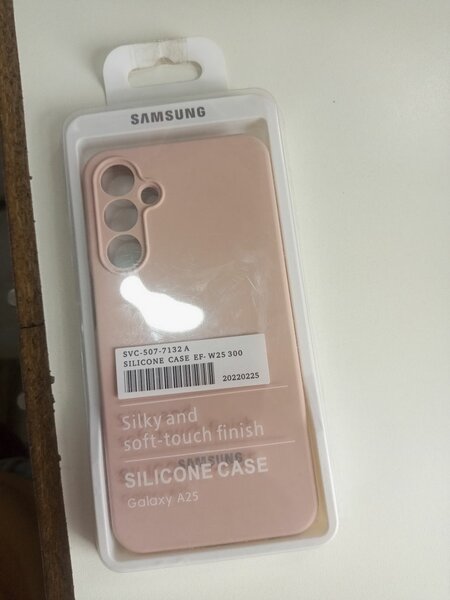 SAMSUNG
SVC-507-7132 A
SILICONE CASE EF-W25 300
20220225
Silky and
soft-touch finish
SAMSUNG
SILICONE CASE
Galaxy A25